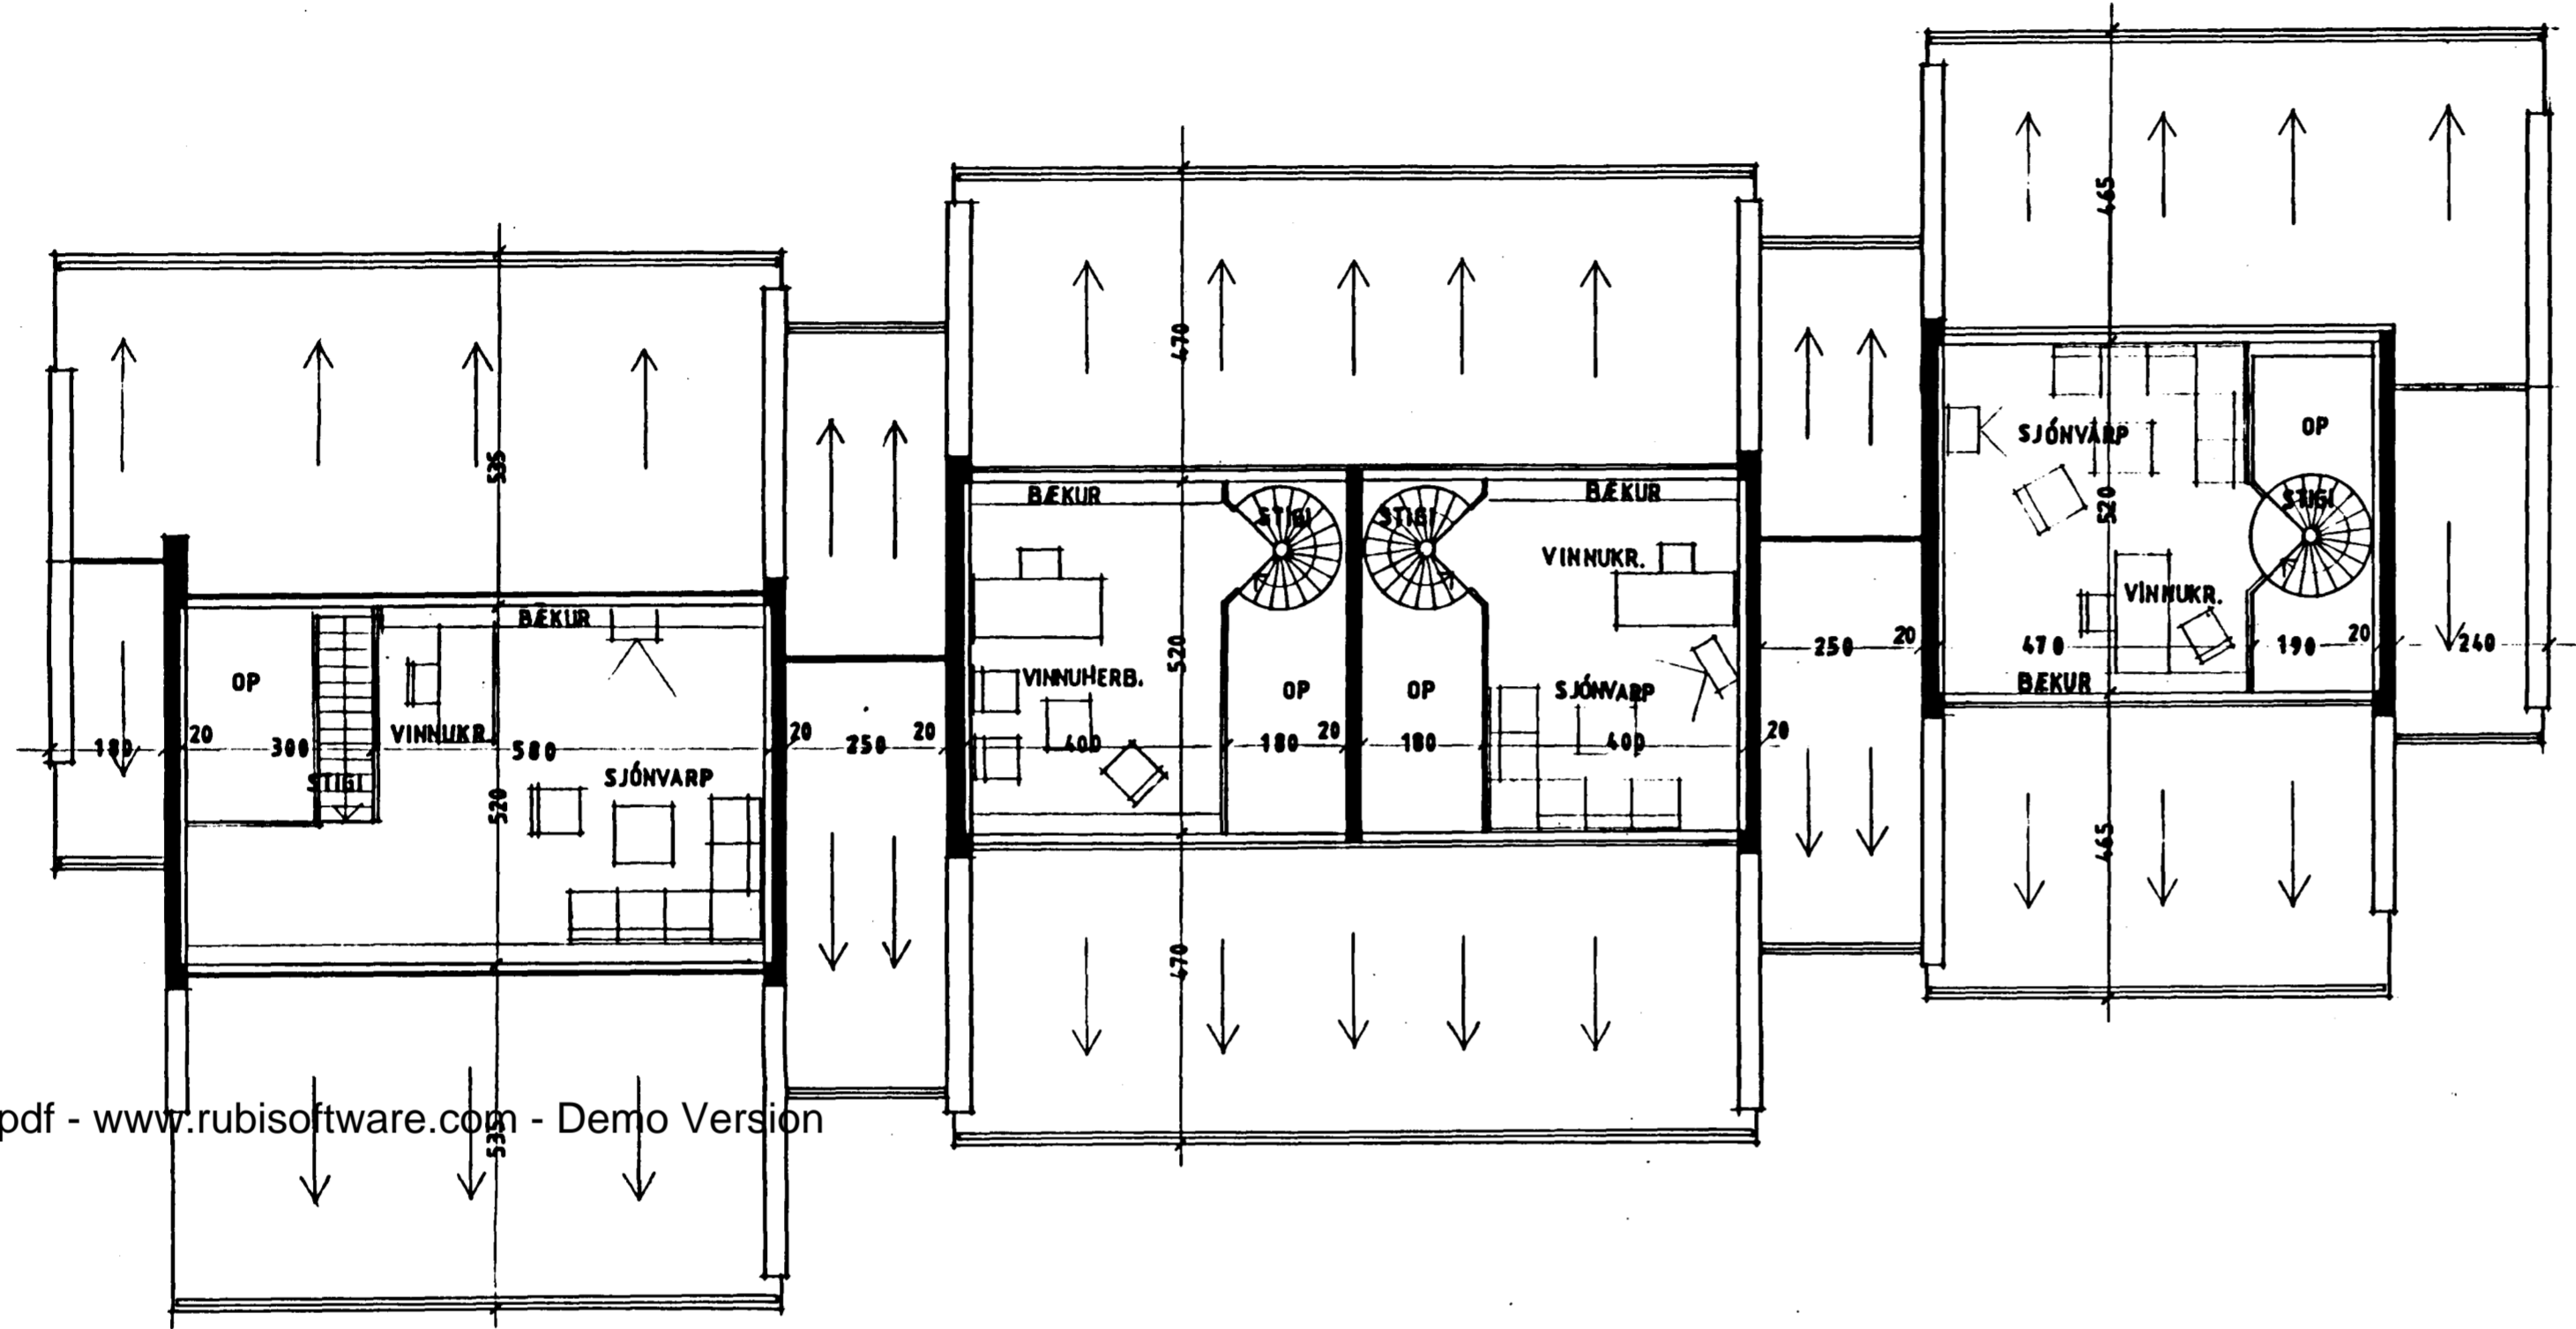 465
470
535
SJÓNVARP
OP
STIGI
520
VINNUKR.
470
190
20
240
BÆKUR
465
250
20
BÆKUR
STIGI
STIGI
BÆKUR
VINNUKR.
520
VINNUHERB.
OP
OP
SJÓNVARP
400
180
20
180
400
20
470
BÆKUR
OP
VINNUKR.
180
20
300
580
20
250
20
STIGI
SJÓNVARP
520
pdf - www.rubisoftware.com - Demo Version
535